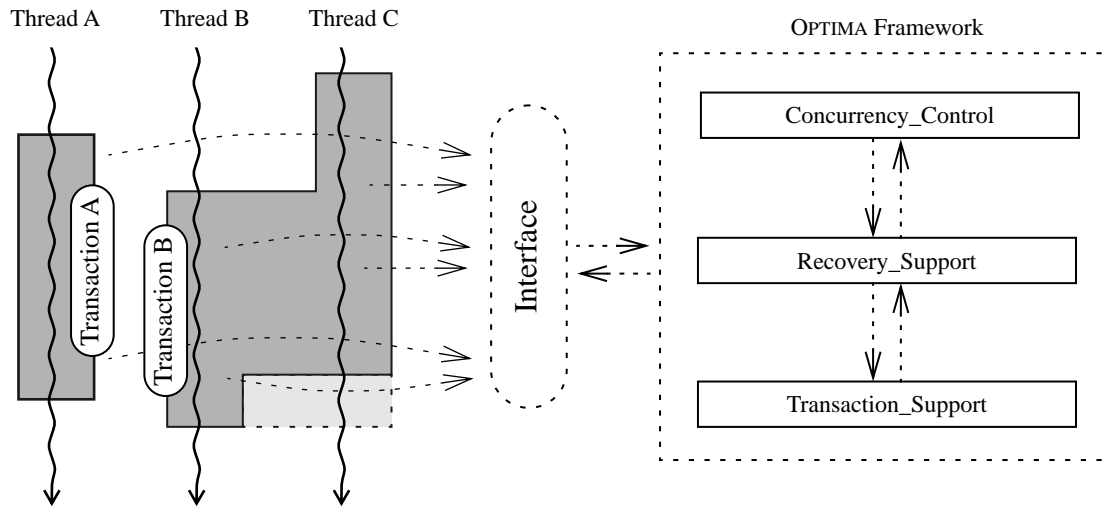 Thread A
Thread B
Thread C
OPTIMA Framework
Transaction A
Transaction B
Interface
Concurrency_Control
Recovery_Support
Transaction_Support